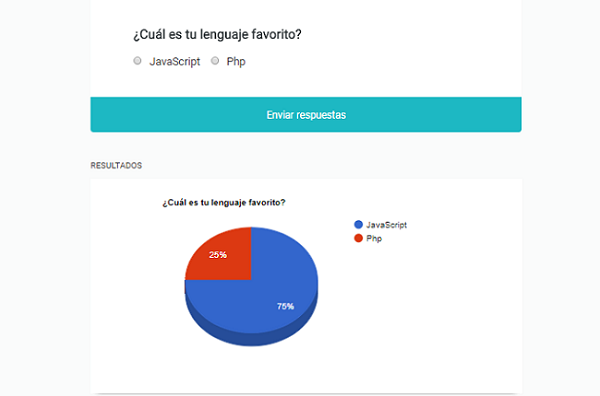 ¿Cuál es tu lenguaje favorito?
JavaScript Php
Enviar respuestas
RESULTADOS
¿Cuál es tu lenguaje favorito?
JavaScript
Php
25%
75%